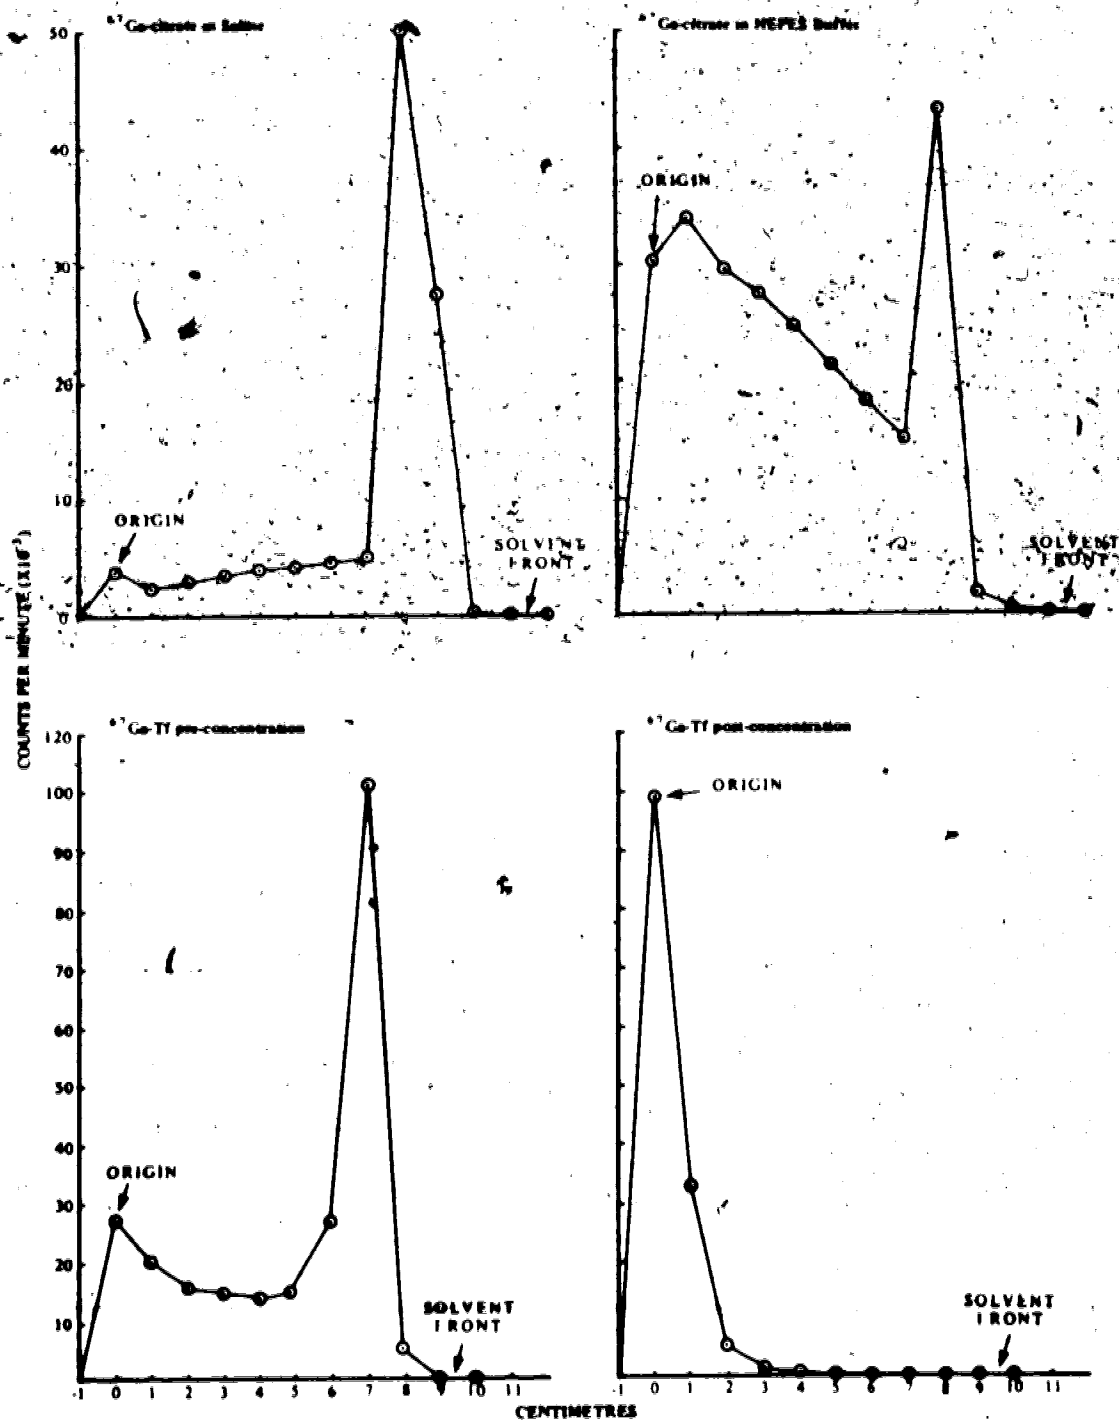 ⁶⁷Ga-citrate in Saline
50
40
30
20
10
0
ORIGIN
SOLVENT
FRONT
⁶⁷Ga-citrate in HEPES Buffer
ORIGIN
SOLVENT
FRONT
COUNTS PER MINUTE (X10⁻³)
⁶⁷Ga-Tf pre-concentration
120
100
90
80
70
60
50
40
30
20
10
ORIGIN
SOLVENT
FRONT
-1 0 1 2 3 4 5 6 7 8 9 10 11
⁶⁷Ga-Tf post-concentration
ORIGIN
SOLVENT
FRONT
-1 0 1 2 3 4 5 6 7 8 9 10 11
CENTIMETRES